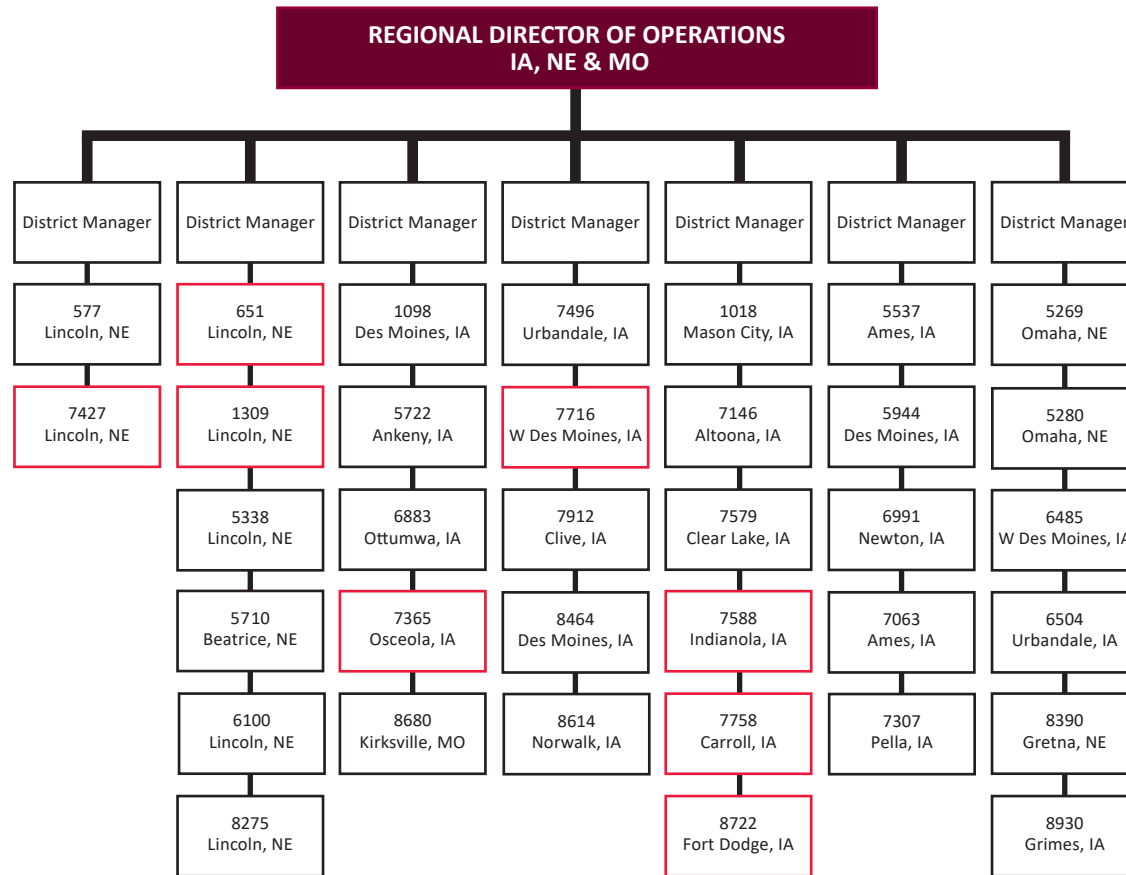 REGIONAL DIRECTOR OF OPERATIONS
IA, NE & MO
District Manager
577
Lincoln, NE
7427
Lincoln, NE
District Manager
651
Lincoln, NE
1309
Lincoln, NE
5338
Lincoln, NE
5710
Beatrice, NE
6100
Lincoln, NE
8275
Lincoln, NE
District Manager
1098
Des Moines, IA
5722
Ankeny, IA
6883
Ottumwa, IA
7365
Osceola, IA
8680
Kirksville, MO
District Manager
7496
Urbandale, IA
7716
W Des Moines, IA
7912
Clive, IA
8464
Des Moines, IA
8614
Norwalk, IA
District Manager
1018
Mason City, IA
7146
Altoona, IA
7579
Clear Lake, IA
7588
Indianola, IA
7758
Carroll, IA
8722
Fort Dodge, IA
District Manager
5537
Ames, IA
5944
Des Moines, IA
6991
Newton, IA
7063
Ames, IA
7307
Pella, IA
District Manager
5269
Omaha, NE
5280
Omaha, NE
6485
W Des Moines, IA
6504
Urbandale, IA
8390
Gretna, NE
8930
Grimes, IA